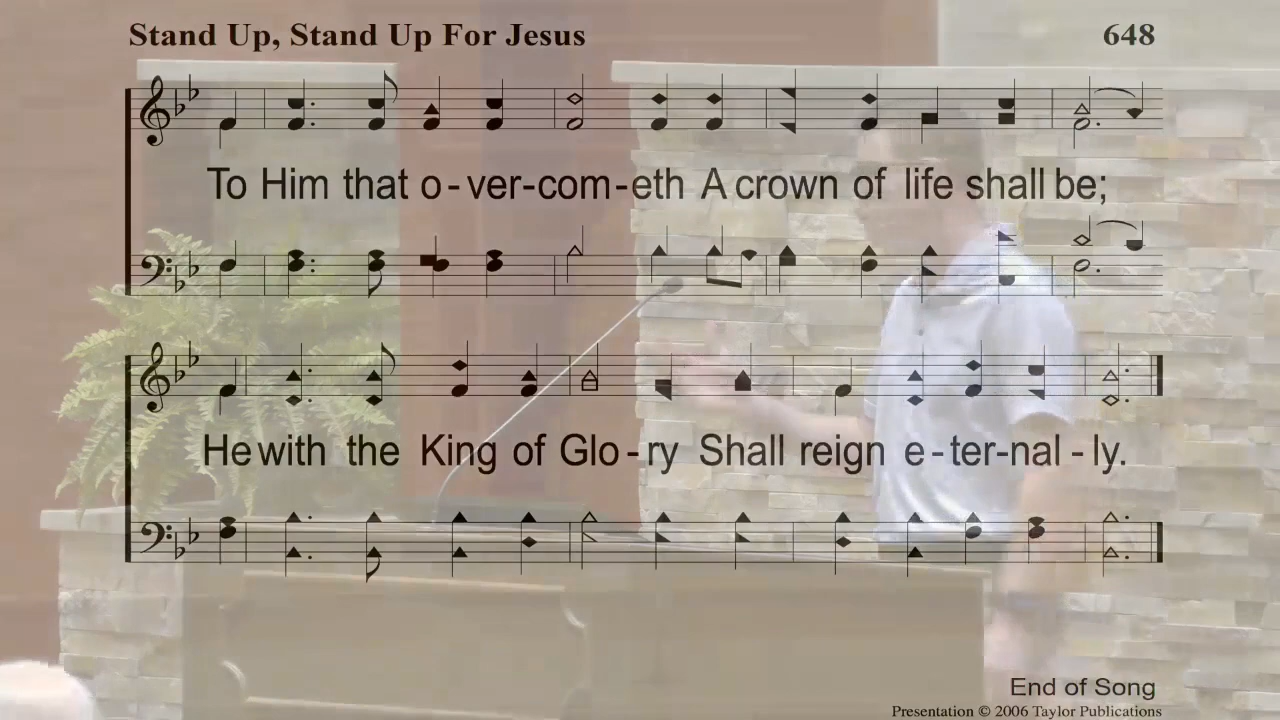 Stand Up, Stand Up For Jesus 648
To Him that o-ver-com-eth A crown of life shall be;
He with the King of Glo-ry Shall reign e-ter-nal-ly.
End of Song
Presentation © 2006 Taylor Publications